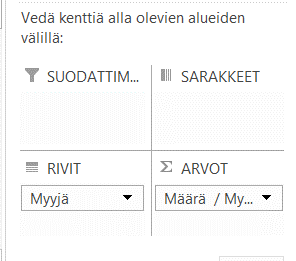 Vedä kenttiä alla olevien alueiden
välillä:
SUODATTIM...
SARAKKEET
RIVIT
Σ ARVOT
Myyjä
Määrä / My...